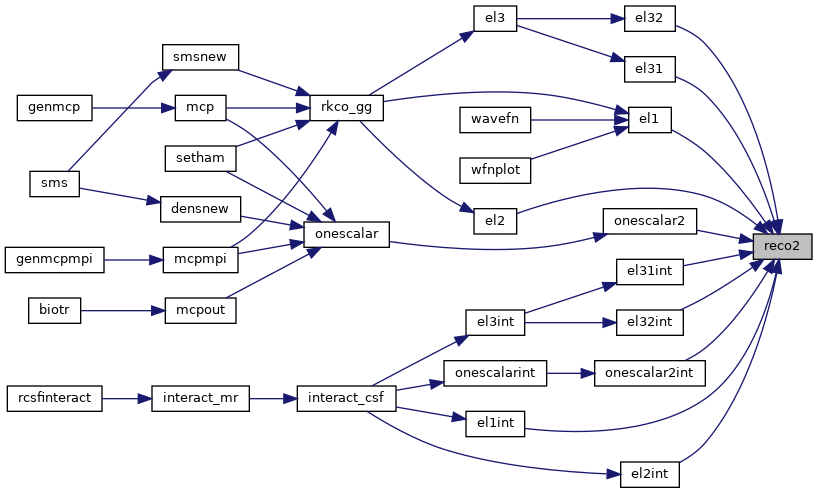 el3
el32
smsnew
el31
genmcp
mcp
rkco_gg
wavefn
el1
setham
wfnplot
sms
densnew
el2
onescalar2
onescalar
reco2
genmcpmpi
mcpmpi
el31int
biotr
mcpout
el3int
el32int
onescalarint
onescalar2int
rcsfinteract
interact_mr
interact_csf
el1int
el2int